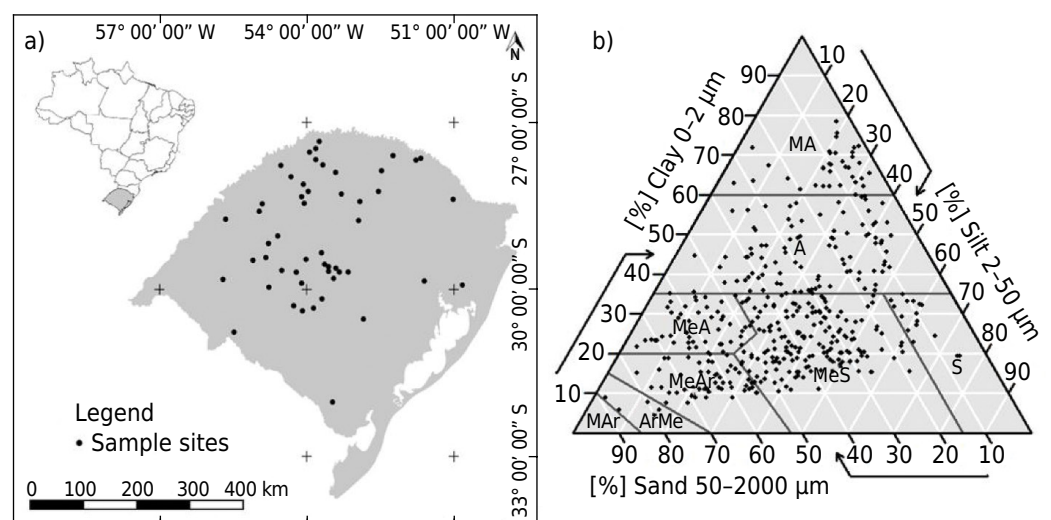 a)
57° 00’ 00” W 54° 00’ 00” W 51° 00’ 00” W
N
27° 00’ 00” S
30° 00’ 00” S
33° 00’ 00” S
Legend
• Sample sites
0 100 200 300 400 km
b)
[%] Clay 0–2 µm
90
80
70
60
50
40
30
20
10
[%] Silt 2–50 µm
10
20
30
40
50
60
70
80
90
[%] Sand 50–2000 µm
90 80 70 60 50 40 30 20 10
MA
A
MeA
MeAr
MeS
S
MAr
ArMe